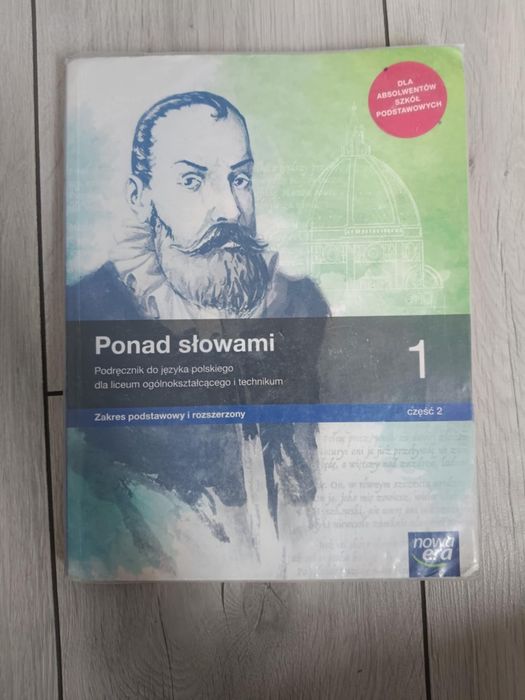 DLA
ABSOLWENTÓW
SZKÓŁ
PODSTAWOWYCH
Ponad słowami
1
Podręcznik do języka polskiego
dla liceum ogólnokształcącego i technikum
Zakres podstawowy i rozszerzony
część 2
nowa
era